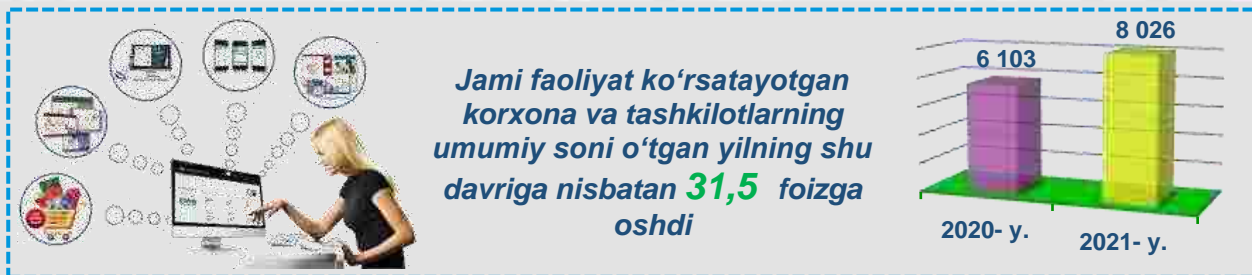 Jami faoliyat ko‘rsatayotgan
korxona va tashkilotlarning
umumiy soni o‘tgan yilning shu
davriga nisbatan 31,5 foizga
oshdi
6 103
8 026
2020- y.
2021- y.